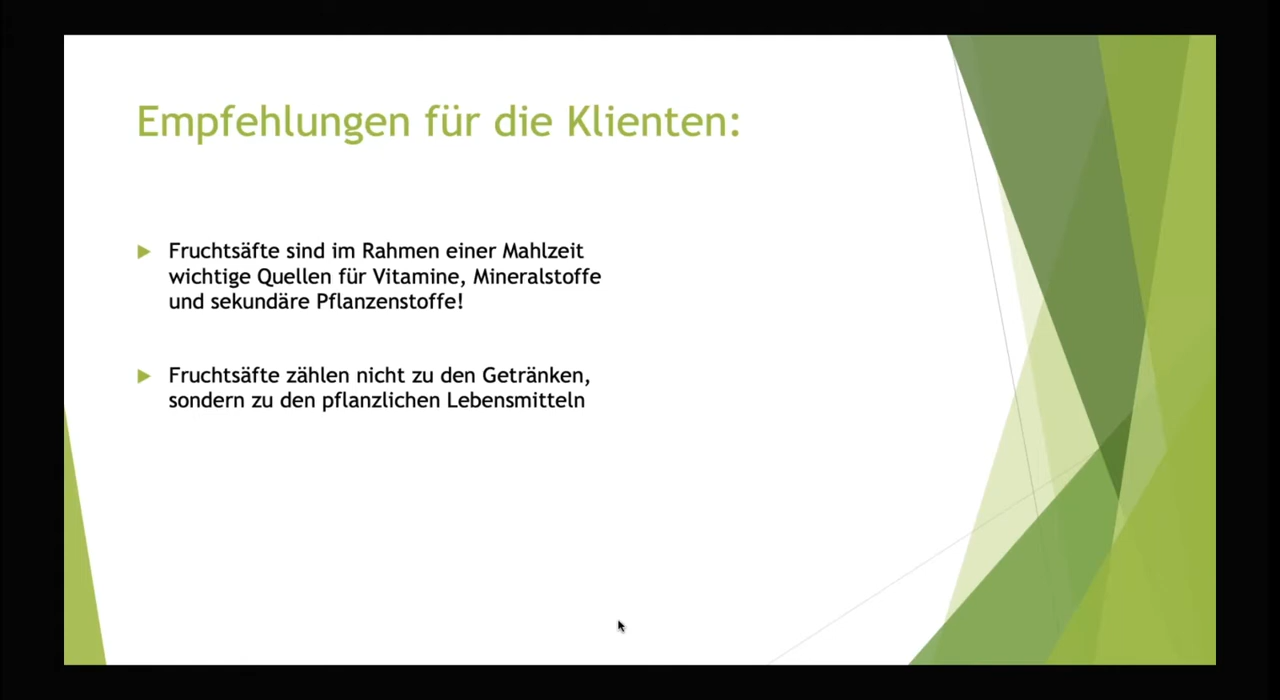 Empfehlungen für die Klienten:
Fruchtsäfte sind im Rahmen einer Mahlzeit
wichtige Quellen für Vitamine, Mineralstoffe
und sekundäre Pflanzenstoffe!
Fruchtsäfte zählen nicht zu den Getränken,
sondern zu den pflanzlichen Lebensmitteln